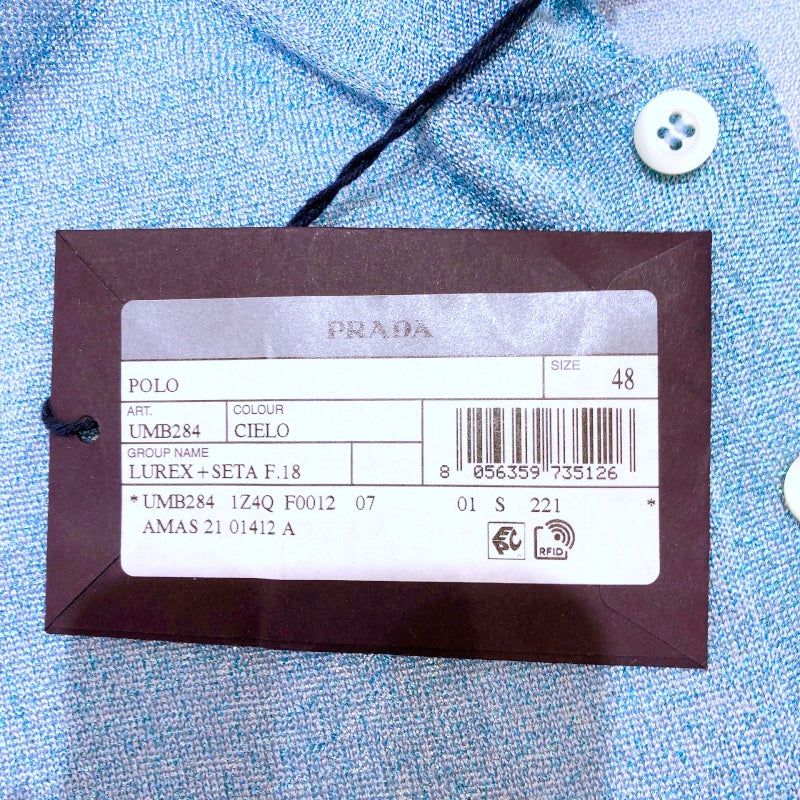 PRADA
POLO
SIZE
48
ART.
UMB284
COLOUR
CIELO
GROUP NAME
LUREX+SETA F.18
8 056359 735126
*UMB284 1Z4Q F0012 07 01 S 221 *
AMAS 21 01412 A
EPC
RFID